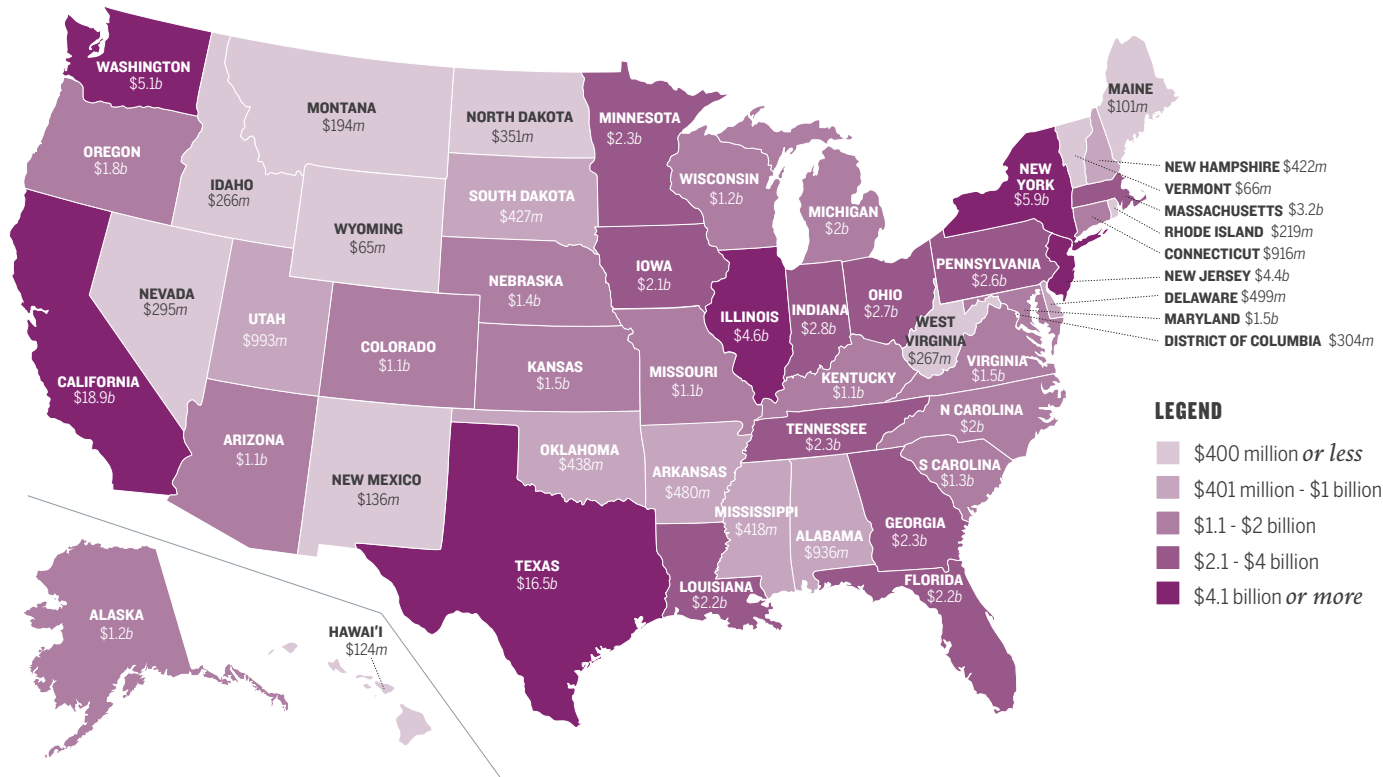 WASHINGTON
$5.1b
OREGON
$1.8b
CALIFORNIA
$18.9b
IDAHO
$266m
NEVADA
$295m
MONTANA
$194m
WYOMING
$65m
UTAH
$993m
ARIZONA
$1.1b
COLORADO
$1.1b
NEW MEXICO
$136m
NORTH DAKOTA
$351m
SOUTH DAKOTA
$427m
NEBRASKA
$1.4b
KANSAS
$1.5b
OKLAHOMA
$438m
TEXAS
$16.5b
MINNESOTA
$2.3b
IOWA
$2.1b
MISSOURI
$1.1b
ARKANSAS
$480m
LOUISIANA
$2.2b
WISCONSIN
$1.2b
ILLINOIS
$4.6b
MICHIGAN
$2b
INDIANA
$2.8b
OHIO
$2.7b
KENTUCKY
$1.1b
TENNESSEE
$2.3b
MISSISSIPPI
$418m
ALABAMA
$936m
GEORGIA
$2.3b
FLORIDA
$2.2b
S CAROLINA
$1.3b
N CAROLINA
$2b
VIRGINIA
$1.5b
WEST
VIRGINIA
$267m
PENNSYLVANIA
$2.6b
NEW
YORK
$5.9b
MAINE
$101m
NEW HAMPSHIRE $422m
VERMONT $66m
MASSACHUSETTS $3.2b
RHODE ISLAND $219m
CONNECTICUT $916m
NEW JERSEY $4.4b
DELAWARE $499m
MARYLAND $1.5b
DISTRICT OF COLUMBIA $304m
ALASKA
$1.2b
HAWAI'I
$124m
LEGEND
$400 million or less
$401 million - $1 billion
$1.1 - $2 billion
$2.1 - $4 billion
$4.1 billion or more